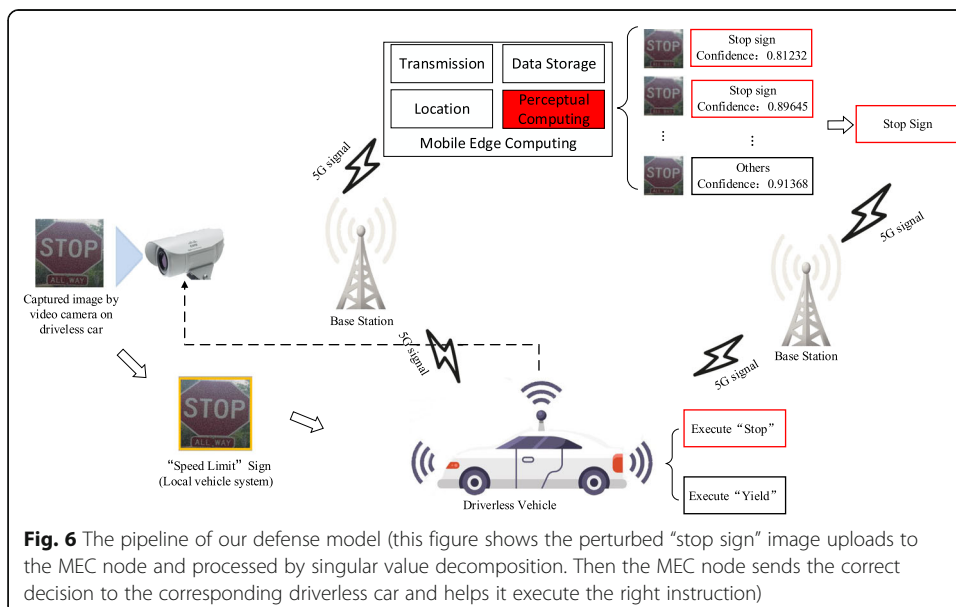 Transmission
Data Storage
Location
Perceptual
Computing
Mobile Edge Computing
STOP
Stop sign
Confidence：0.81232
STOP
Stop sign
Confidence：0.89645
⋮
⋮
STOP
Others
Confidence：0.91368
Stop Sign
5G signal
5G signal
STOP
ALL WAY
Captured image by
video camera on
driveless car
Base Station
Base Station
5G signal
5G signal
STOP
ALL WAY
“Speed Limit” Sign
(Local vehicle system)
Driverless Vehicle
Execute “Stop”
Execute “Yield”
Fig. 6 The pipeline of our defense model (this figure shows the perturbed “stop sign” image uploads to
the MEC node and processed by singular value decomposition. Then the MEC node sends the correct
decision to the corresponding driverless car and helps it execute the right instruction)